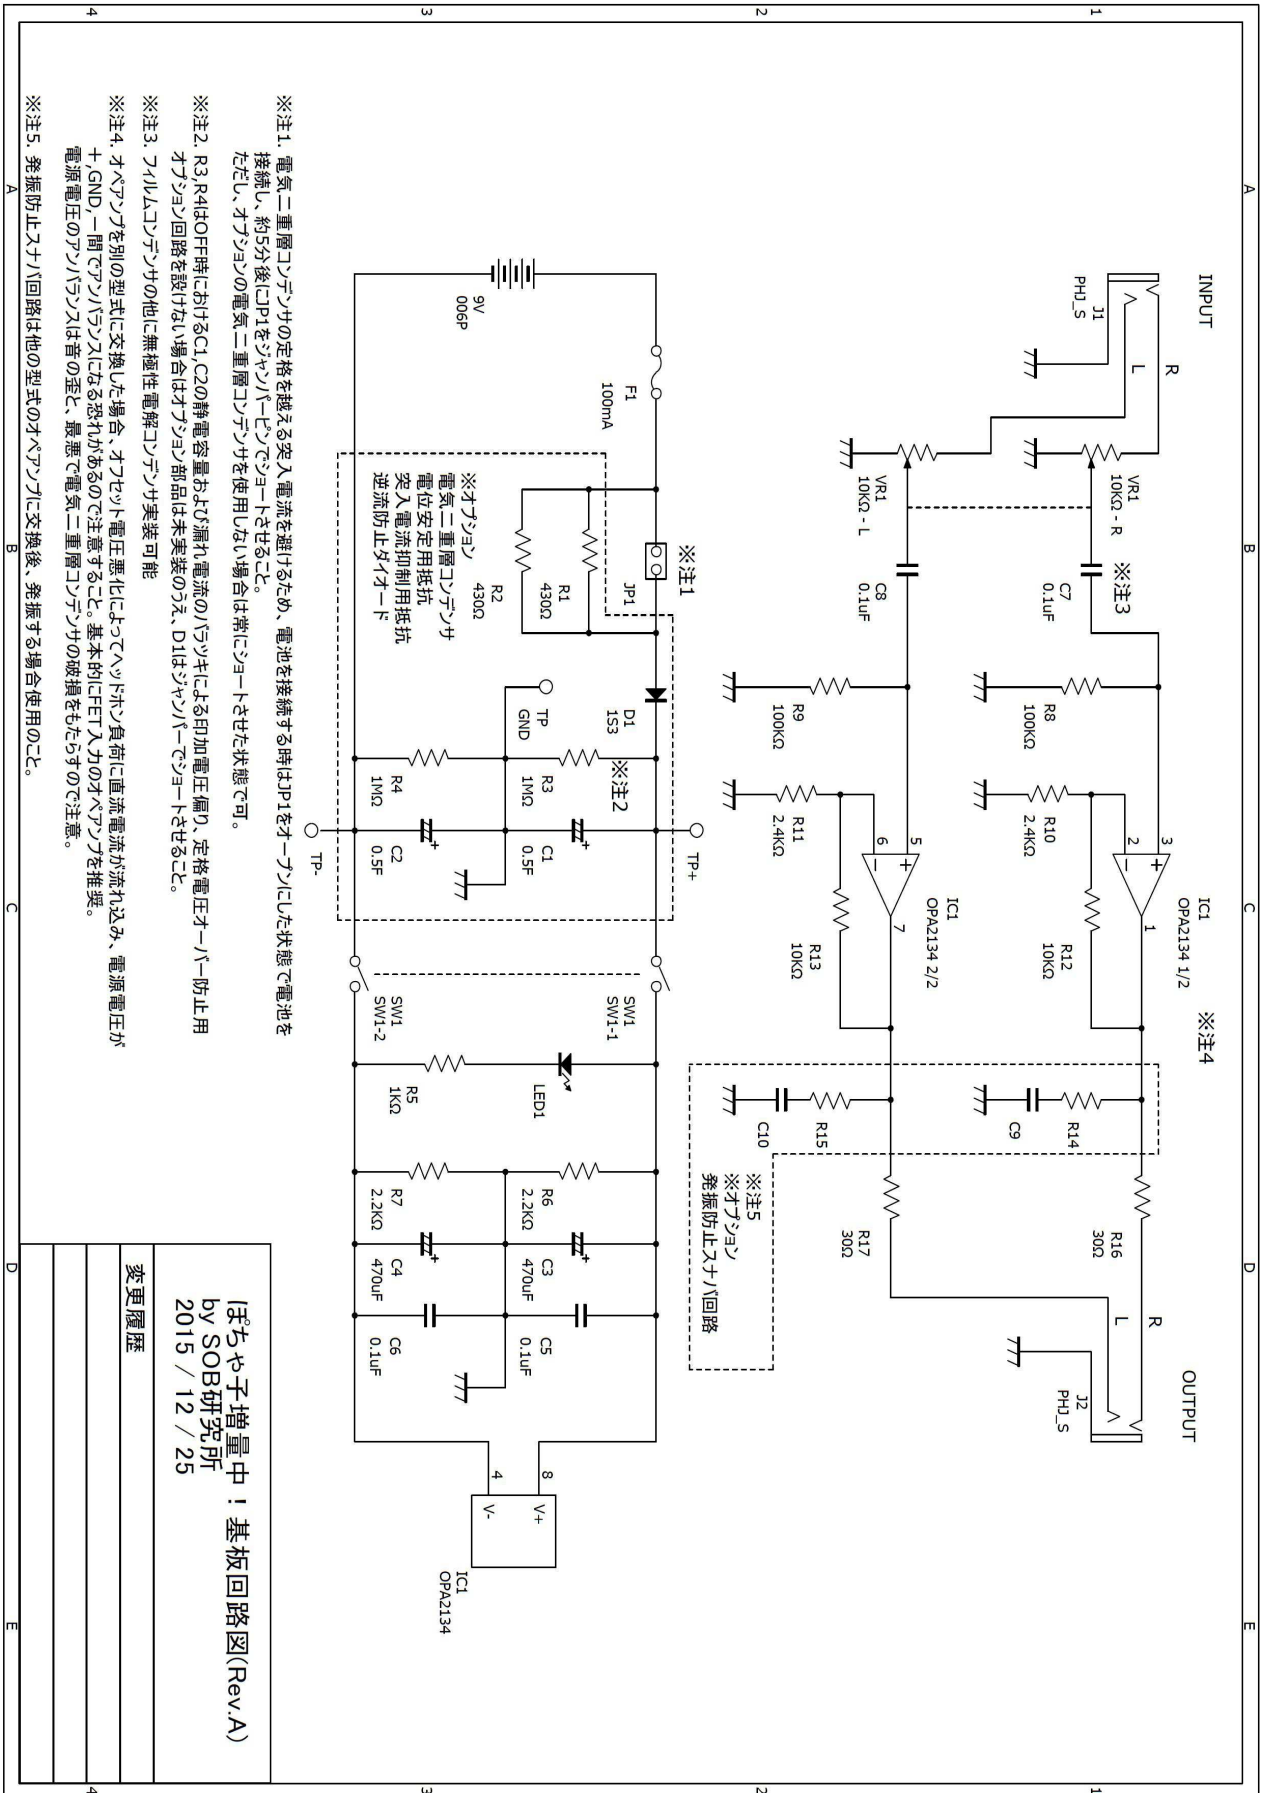 1
2
3
4
A
B
C
D
E
INPUT
R
L
J1
PHJ_S
VR1
10KΩ - R
VR1
10KΩ - L
※注3
C7
0.1uF
C8
0.1uF
R8
100KΩ
R9
100KΩ
R10
2.4KΩ
R11
2.4KΩ
3
2
1
IC1
OPA2134 1/2
※注4
5
6
7
IC1
OPA2134 2/2
R12
10KΩ
R13
10KΩ
R14
C9
R15
C10
※注5
※オプション
発振防止スナバ回路
R16
30Ω
R17
30Ω
OUTPUT
R
L
J2
PHJ_S
9V
006P
F1
100mA
※注1
JP1
R1
430Ω
R2
430Ω
※オプション
電気二重層コンデンサ
電位安定用抵抗
突入電流抑制用抵抗
逆流防止ダイオード
D1
1S3
TP
GND
※注2
R3
1MΩ
R4
1MΩ
+
C1
0.5F
+
C2
0.5F
TP+
TP-
SW1
SW1-1
SW1
SW1-2
LED1
R5
1KΩ
R6
2.2KΩ
R7
2.2KΩ
+
C3
470uF
+
C4
470uF
C5
0.1uF
C6
0.1uF
8
4
V+
V-
IC1
OPA2134
※注1. 電気二重層コンデンサの定格を越える突入電流を避けるため、電池を接続する時はJP1をオープンにした状態で電池を
接続し、約5分後にJP1をジャンパーピンでショートさせること。
ただし、オプションの電気二重層コンデンサを使用しない場合は常にショートさせた状態で可。
※注2. R3,R4はOFF時におけるC1,C2の静電容量および漏れ電流のバラツキによる印加電圧偏り、定格電圧オーバー防止用
オプション回路を設けない場合はオプション部品は未実装のうえ、D1はジャンパーでショートさせること。
※注3. フィルムコンデンサの他に無極性電解コンデンサ実装可能
※注4. オペアンプを別の型式に交換した場合、オフセット電圧悪化によってヘッドホン負荷に直流電流が流れ込み、電源電圧が
＋,GND,－間でアンバランスになる恐れがあるので注意すること。基本的にFET入力のオペアンプを推奨。
電源電圧のアンバランスは音の歪と、最悪で電気二重層コンデンサの破損をもたらすので注意。
※注5. 発振防止スナバ回路は他の型式のオペアンプに交換後、発振する場合使用のこと。
ぽちゃ子増量中！基板回路図(Rev.A)
by SOB研究所
2015 / 12 / 25
変更履歴
A
B
C
D
E
1
2
3
4